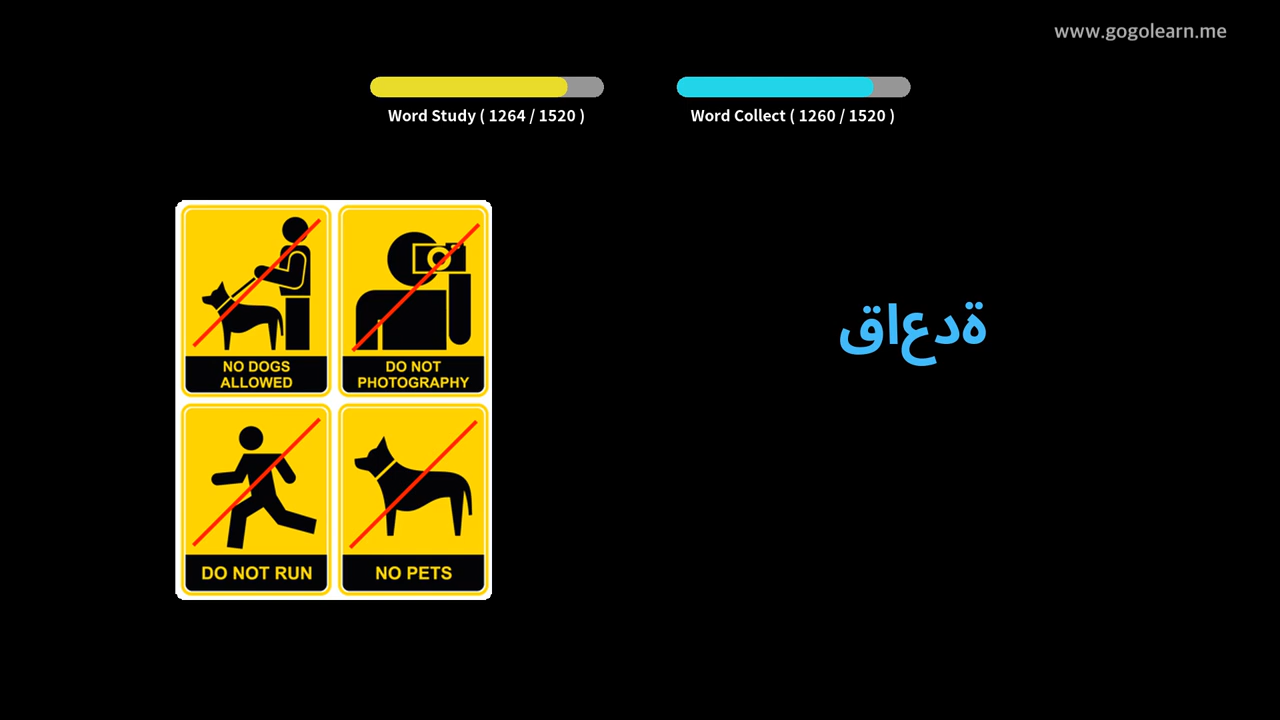 www.gogolearn.me
Word Study ( 1264 / 1520 )
Word Collect ( 1260 / 1520 )
NO DOGS
ALLOWED
DO NOT
PHOTOGRAPHY
DO NOT RUN
NO PETS
ةدعاق